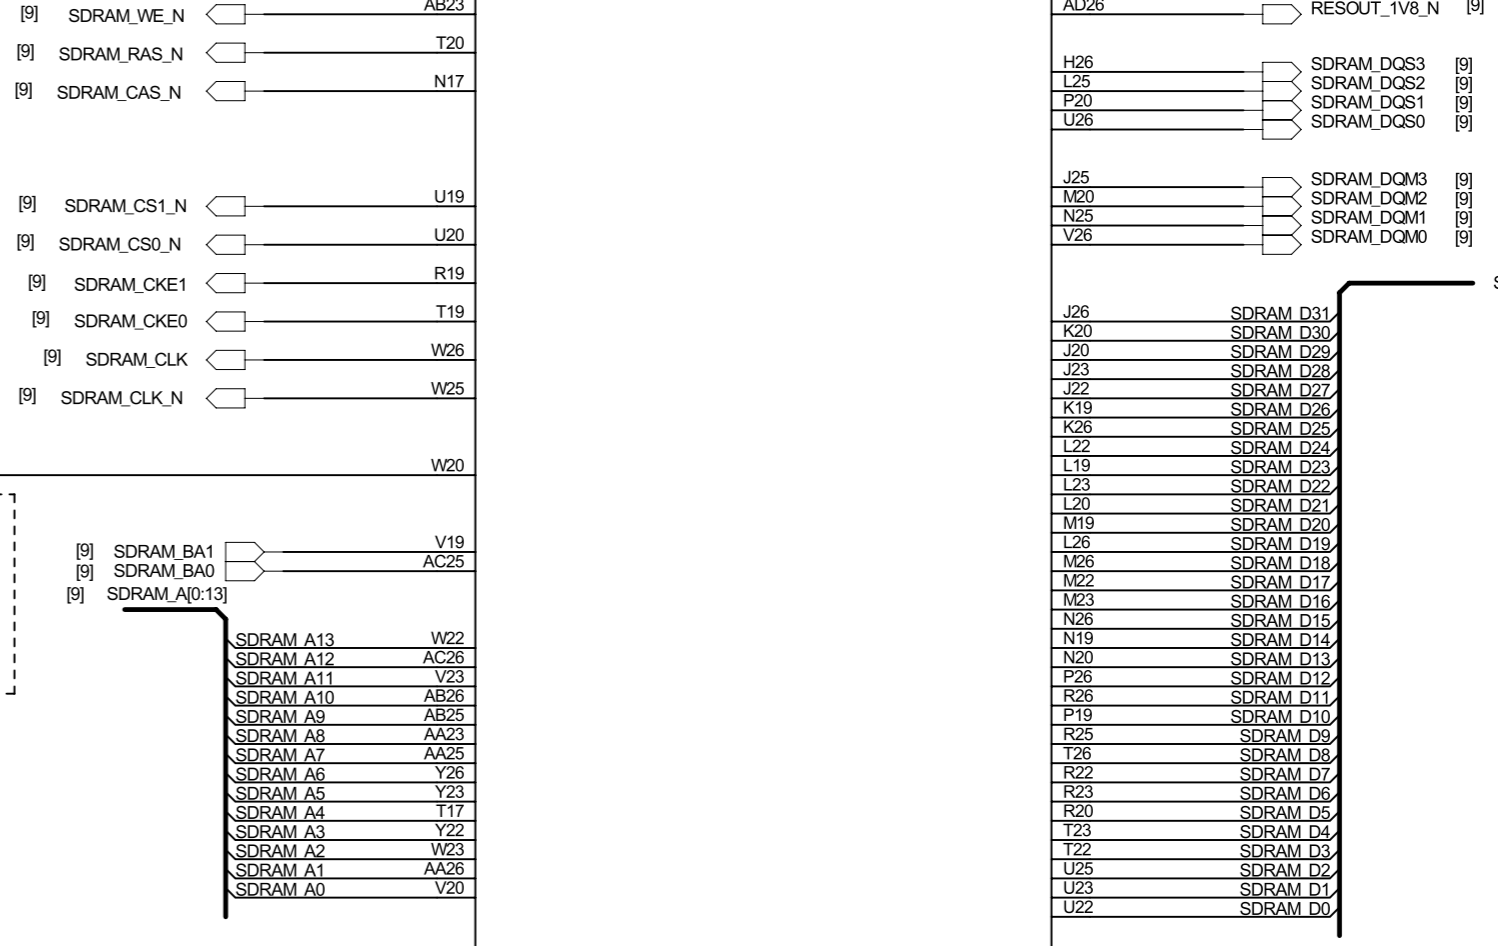 [9] SDRAM_WE_N AB23
[9] SDRAM_RAS_N T20
[9] SDRAM_CAS_N N17
[9] SDRAM_CS1_N U19
[9] SDRAM_CS0_N U20
[9] SDRAM_CKE1 R19
[9] SDRAM_CKE0 T19
[9] SDRAM_CLK W26
[9] SDRAM_CLK_N W25
W20
[9] SDRAM_BA1 V19
[9] SDRAM_BA0 AC25
[9] SDRAM_A[0:13]
SDRAM_A13 W22
SDRAM_A12 AC26
SDRAM_A11 V23
SDRAM_A10 AB26
SDRAM_A9 AB25
SDRAM_A8 AA23
SDRAM_A7 AA25
SDRAM_A6 Y26
SDRAM_A5 Y23
SDRAM_A4 T17
SDRAM_A3 Y22
SDRAM_A2 W23
SDRAM_A1 AA26
SDRAM_A0 V20
AD26 RESOUT_1V8_N [9]
H26 SDRAM_DQS3 [9]
L25 SDRAM_DQS2 [9]
P20 SDRAM_DQS1 [9]
U26 SDRAM_DQS0 [9]
J25 SDRAM_DQM3 [9]
M20 SDRAM_DQM2 [9]
N25 SDRAM_DQM1 [9]
V26 SDRAM_DQM0 [9]
J26 SDRAM_D31
K20 SDRAM_D30
J20 SDRAM_D29
J23 SDRAM_D28
J22 SDRAM_D27
K19 SDRAM_D26
K26 SDRAM_D25
L22 SDRAM_D24
L19 SDRAM_D23
L23 SDRAM_D22
L20 SDRAM_D21
M19 SDRAM_D20
L26 SDRAM_D19
M26 SDRAM_D18
M22 SDRAM_D17
M23 SDRAM_D16
N26 SDRAM_D15
N19 SDRAM_D14
N20 SDRAM_D13
P26 SDRAM_D12
R26 SDRAM_D11
P19 SDRAM_D10
R25 SDRAM_D9
T26 SDRAM_D8
R22 SDRAM_D7
R23 SDRAM_D6
R20 SDRAM_D5
T23 SDRAM_D4
T22 SDRAM_D3
U25 SDRAM_D2
U23 SDRAM_D1
U22 SDRAM_D0